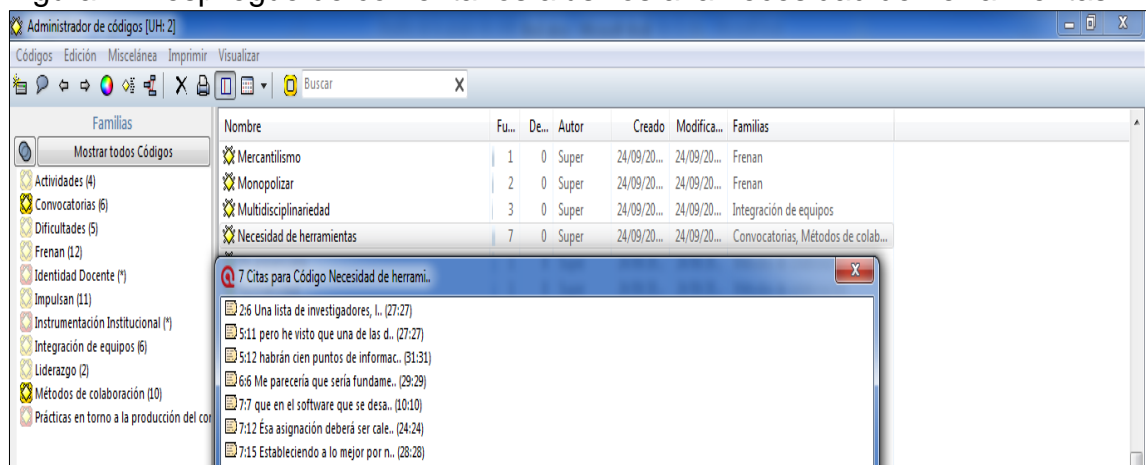 Administrador de códigos [UH: 2]
Códigos Edición Miscelánea Imprimir Visualizar
Buscar
Familias
Mostrar todos Códigos
Actividades (4)
Convocatorias (6)
Dificultades (5)
Frenan (12)
Identidad Docente (*)
Impulsan (11)
Instrumentación Institucional (*)
Integración de equipos (6)
Liderazgo (2)
Métodos de colaboración (10)
Prácticas en torno a la producción del cor
Nombre Fu... De... Autor Creado Modifica... Familias
Mercantilismo 1 0 Super 24/09/20... 24/09/20... Frenan
Monopolizar 2 0 Super 24/09/20... 24/09/20... Frenan
Multidisciplinariedad 3 0 Super 24/09/20... 24/09/20... Integración de equipos
Necesidad de herramientas 7 0 Super 24/09/20... 24/09/20... Convocatorias, Métodos de colab...
7 Citas para Código Necesidad de herrami..
2:6 Una lista de investigadores, l.. (27:27)
5:11 pero he visto que una de las d.. (27:27)
5:12 habrán cien puntos de informac.. (31:31)
6:6 Me parecería que sería fundame.. (29:29)
7:7 que en el software que se desa.. (10:10)
7:12 Ésa asignación deberá ser cale.. (24:24)
7:15 Estableciendo a lo mejor por n.. (28:28)